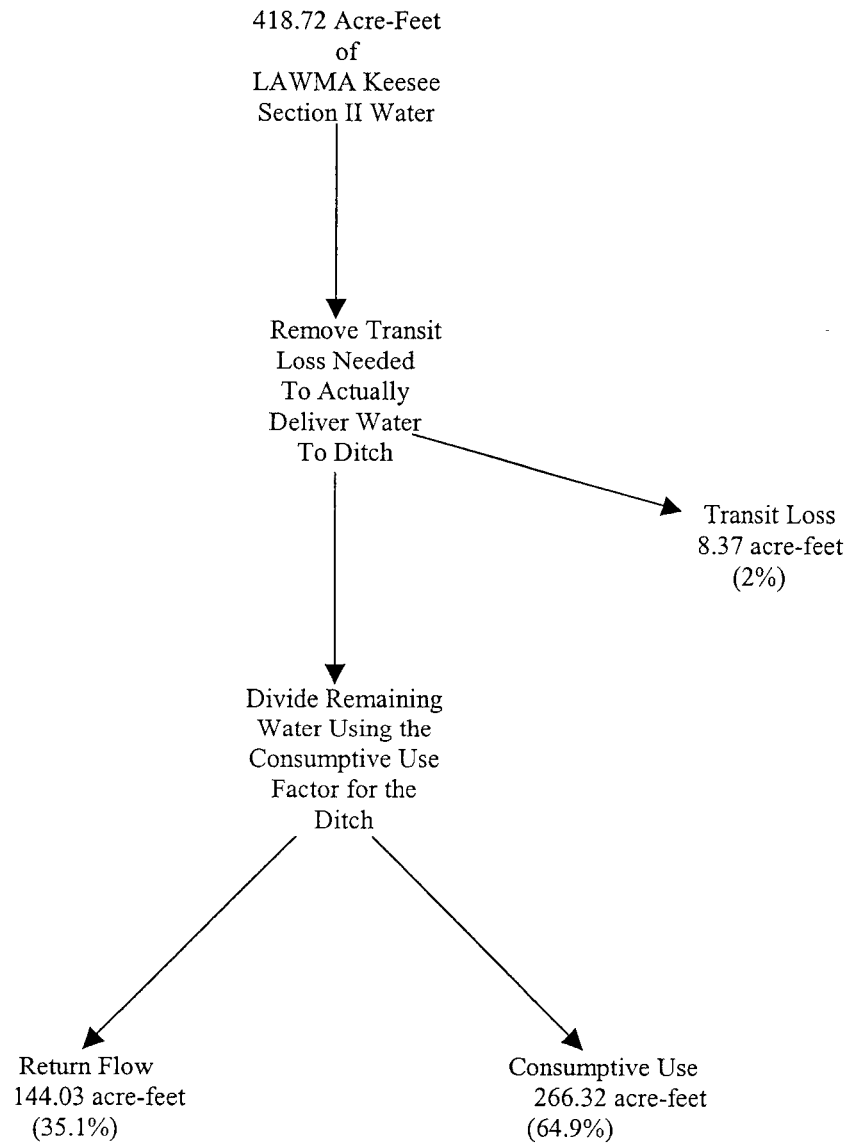 418.72 Acre-Feet
of
LAWMA Keesee
Section II Water
Remove Transit
Loss Needed
To Actually
Deliver Water
To Ditch
Transit Loss
8.37 acre-feet
(2%)
Divide Remaining
Water Using the
Consumptive Use
Factor for the
Ditch
Return Flow
144.03 acre-feet
(35.1%)
Consumptive Use
266.32 acre-feet
(64.9%)